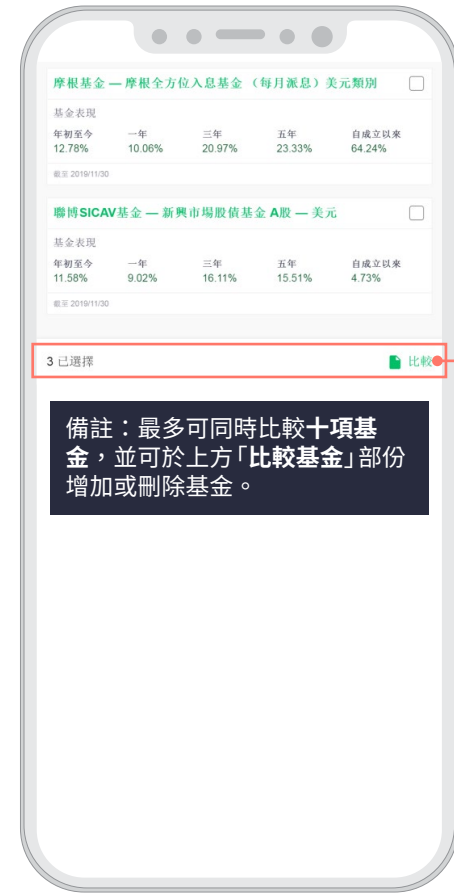 摩根基金 — 摩根全方位入息基金 (每月派息) 美元類別
基金表現
年初至今 一年 三年 五年 自成立以來
12.78% 10.06% 20.97% 23.33% 64.24%
截至 2019/11/30
聯博SICAV基金 — 新興市場股債基金 A股 — 美元
基金表現
年初至今 一年 三年 五年 自成立以來
11.58% 9.02% 16.11% 15.51% 4.73%
截至 2019/11/30
3 已選擇 比較
備註：最多可同時比較十項基
金，並可於上方「比較基金」部份
增加或刪除基金。